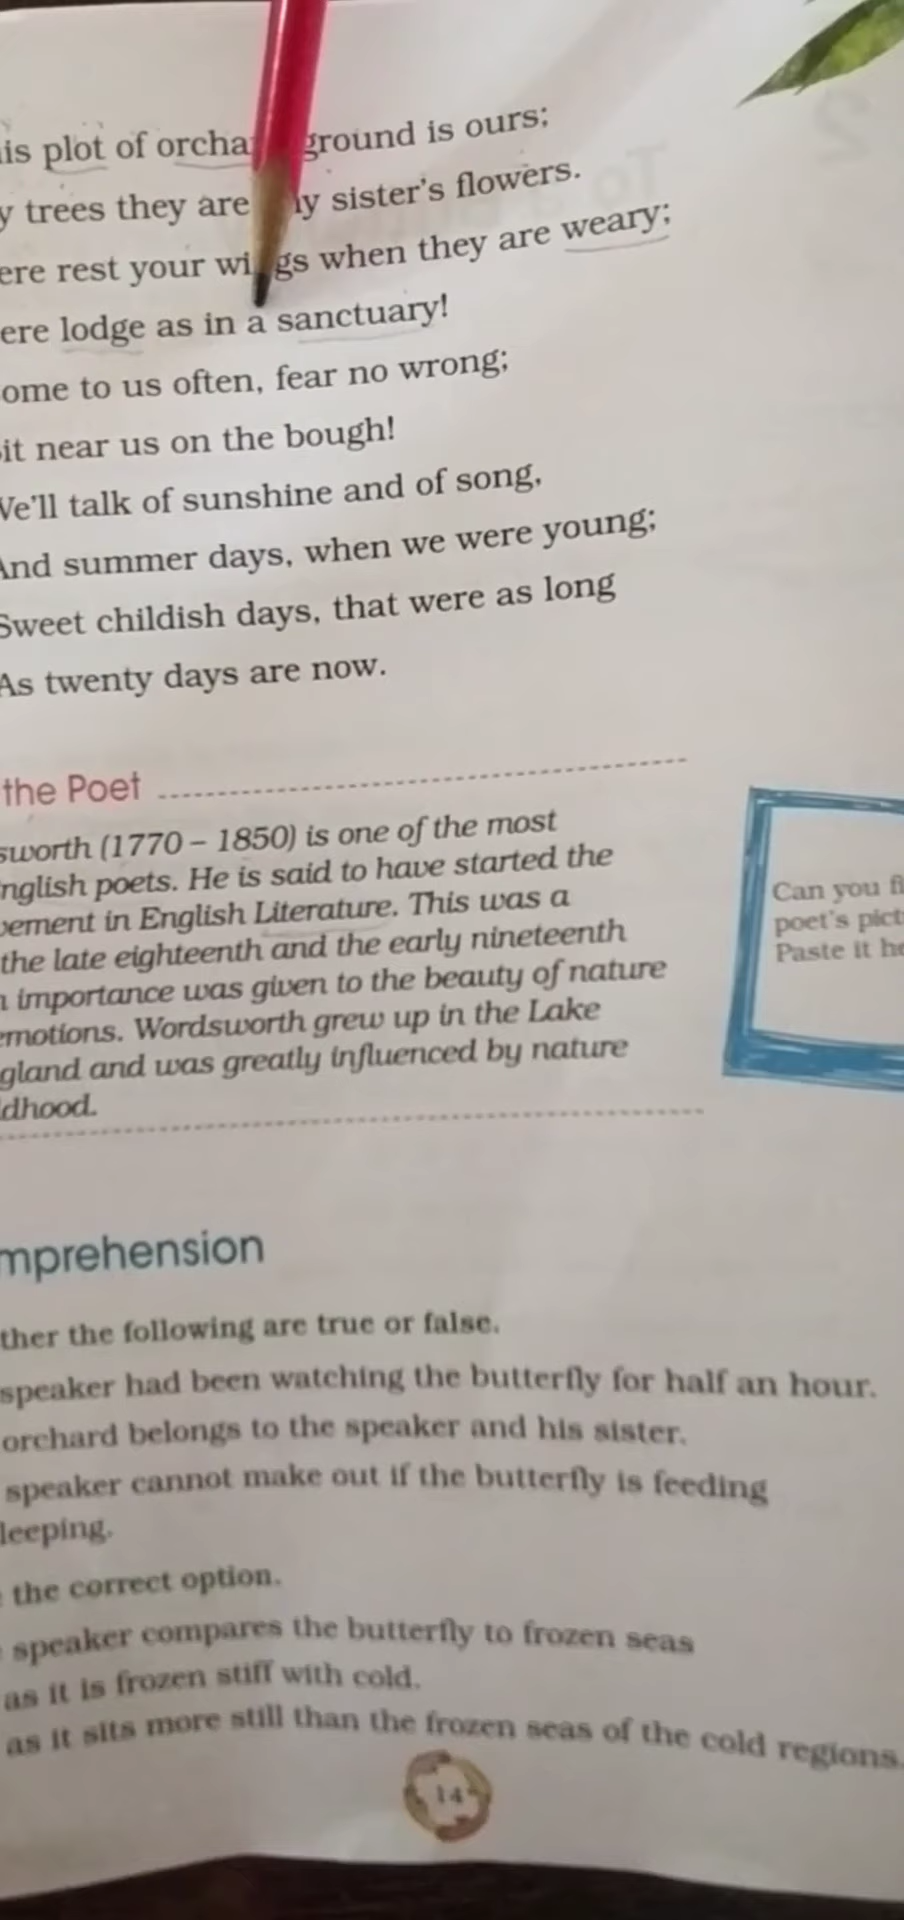 is plot of orcha ground is ours;
y trees they are y sister's flowers.
ere rest your wi gs when they are weary;
ere lodge as in a sanctuary!
ome to us often, fear no wrong;
it near us on the bough!
We'll talk of sunshine and of song,
And summer days, when we were young;
Sweet childish days, that were as long
As twenty days are now.
the Poet
sworth (1770 – 1850) is one of the most
nglish poets. He is said to have started the
vement in English Literature. This was a
the late eighteenth and the early nineteenth
importance was given to the beauty of nature
emotions. Wordsworth grew up in the Lake
gland and was greatly influenced by nature
dhood.
Can you fi
poet's pict
Paste it he
mprehension
ther the following are true or false.
speaker had been watching the butterfly for half an hour.
orchard belongs to the speaker and his sister.
speaker cannot make out if the butterfly is feeding
leeping.
the correct option.
speaker compares the butterfly to frozen seas
as it is frozen stiff with cold.
as it sits more still than the frozen seas of the cold regions.
14